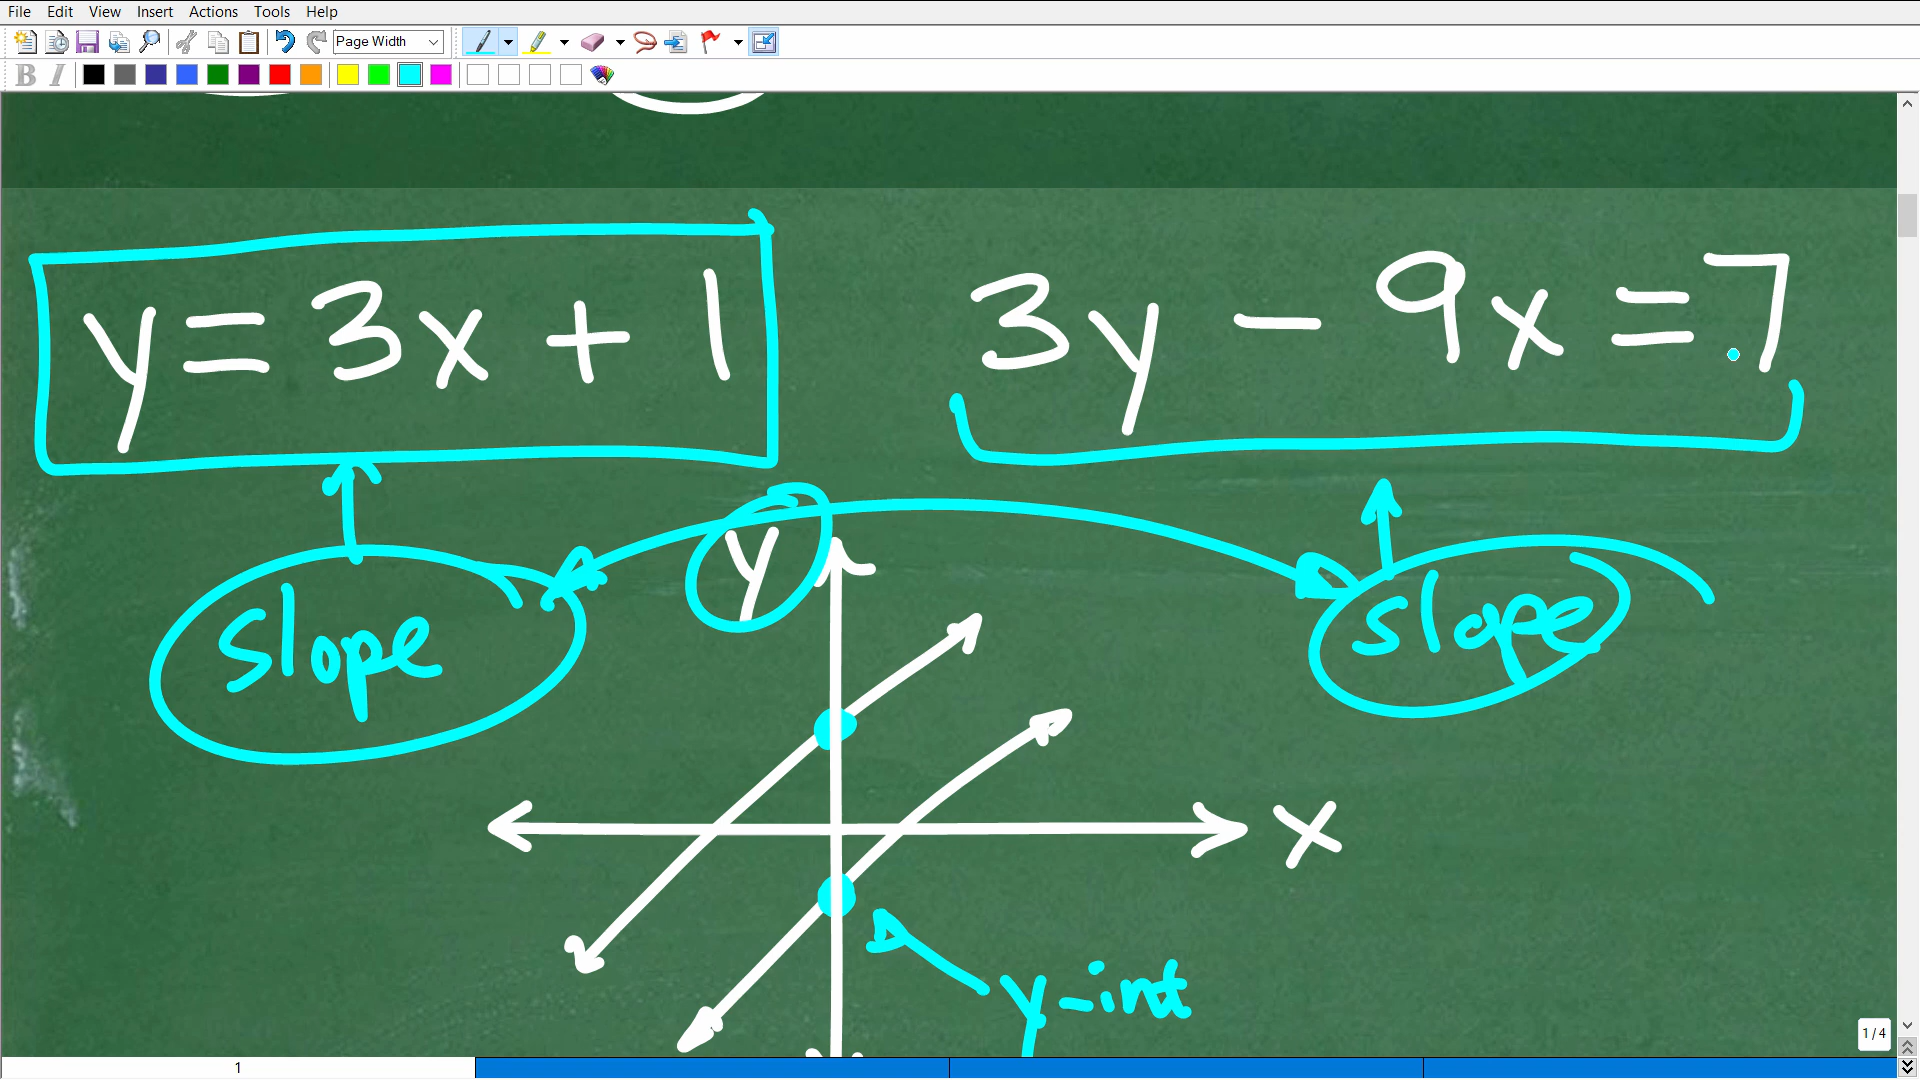 File Edit View Insert Actions Tools Help
Page Width
B I
y = 3x + 1
3y - 9x = 7
y
slope
slope
x
y-int
1 / 4
1